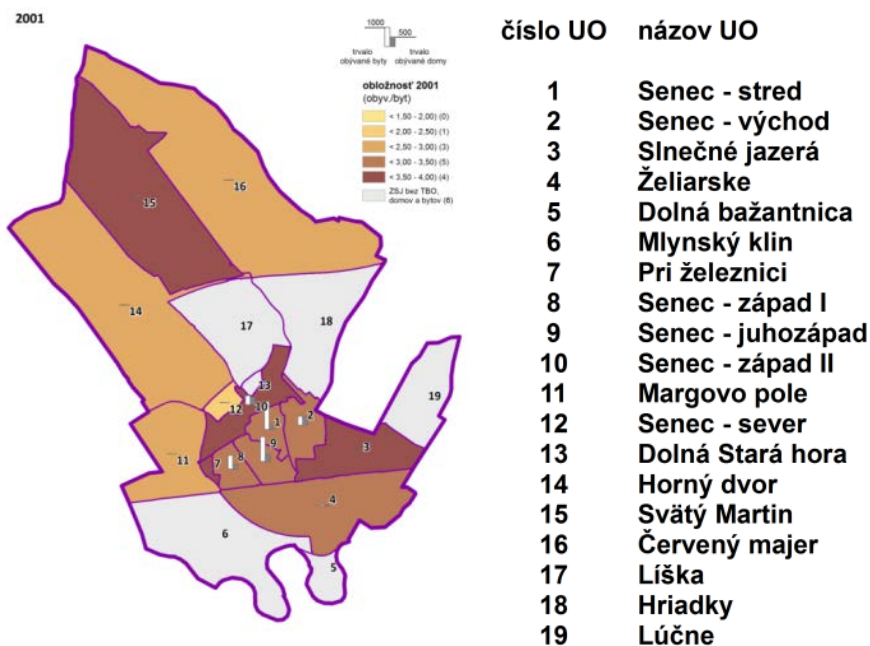 2001
1000
500
trvalo
obývané byty
trvalo
obývané domy
obložnosť 2001
(obyv./byt)
< 1,50 - 2,00) (0)
< 2,00 - 2,50) (1)
< 2,50 - 3,00) (3)
< 3,00 - 3,50) (5)
< 3,50 - 4,00) (4)
ZSJ bez TBO,
domov a bytov (6)
16
15
14
17
18
13
12
10
1
2
19
9
3
11
7
8
4
6
5
číslo UO názov UO
1 Senec - stred
2 Senec - východ
3 Slnečné jazerá
4 Želiarske
5 Dolná bažantnica
6 Mlynský klin
7 Pri železnici
8 Senec - západ I
9 Senec - juhozápad
10 Senec - západ II
11 Margovo pole
12 Senec - sever
13 Dolná Stará hora
14 Horný dvor
15 Svätý Martin
16 Červený majer
17 Líška
18 Hriadky
19 Lúčne